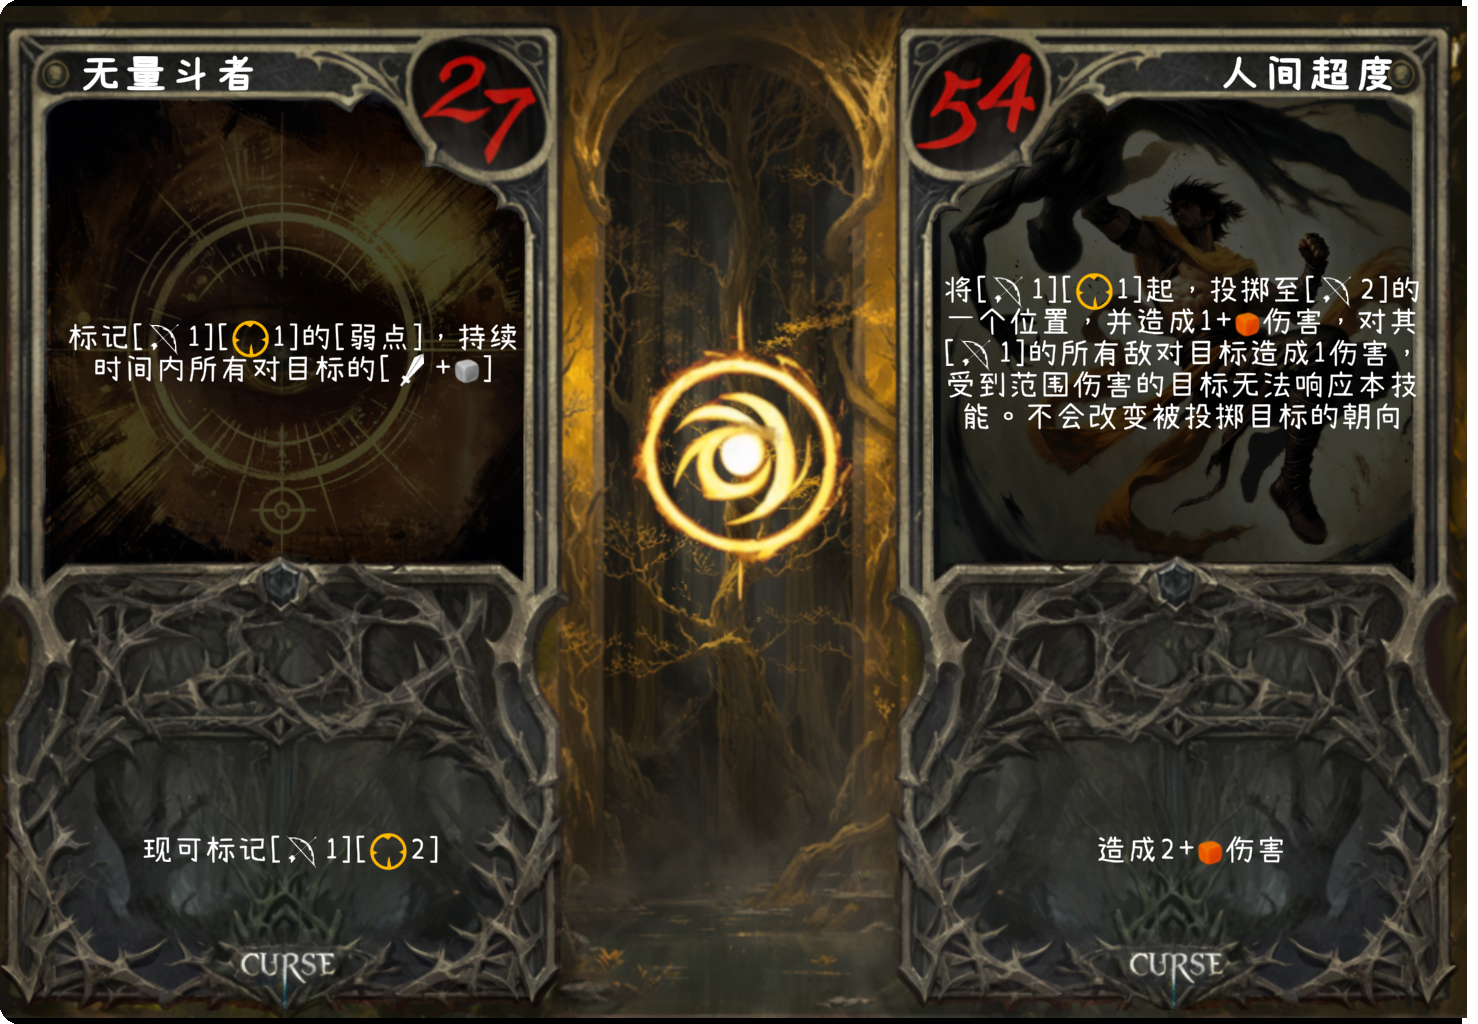 无量斗者
27
标记[1][1]的[弱点]，持续
时间内所有对目标的[+]
现可标记[1][2]
CURSE
54
人间超度
将[1][1]起，投掷至[2]的
一个位置，并造成1+伤害，对其
[1]的所有敌对目标造成1伤害，
受到范围伤害的目标无法响应本技
能。不会改变被投掷目标的朝向
造成2+伤害
CURSE